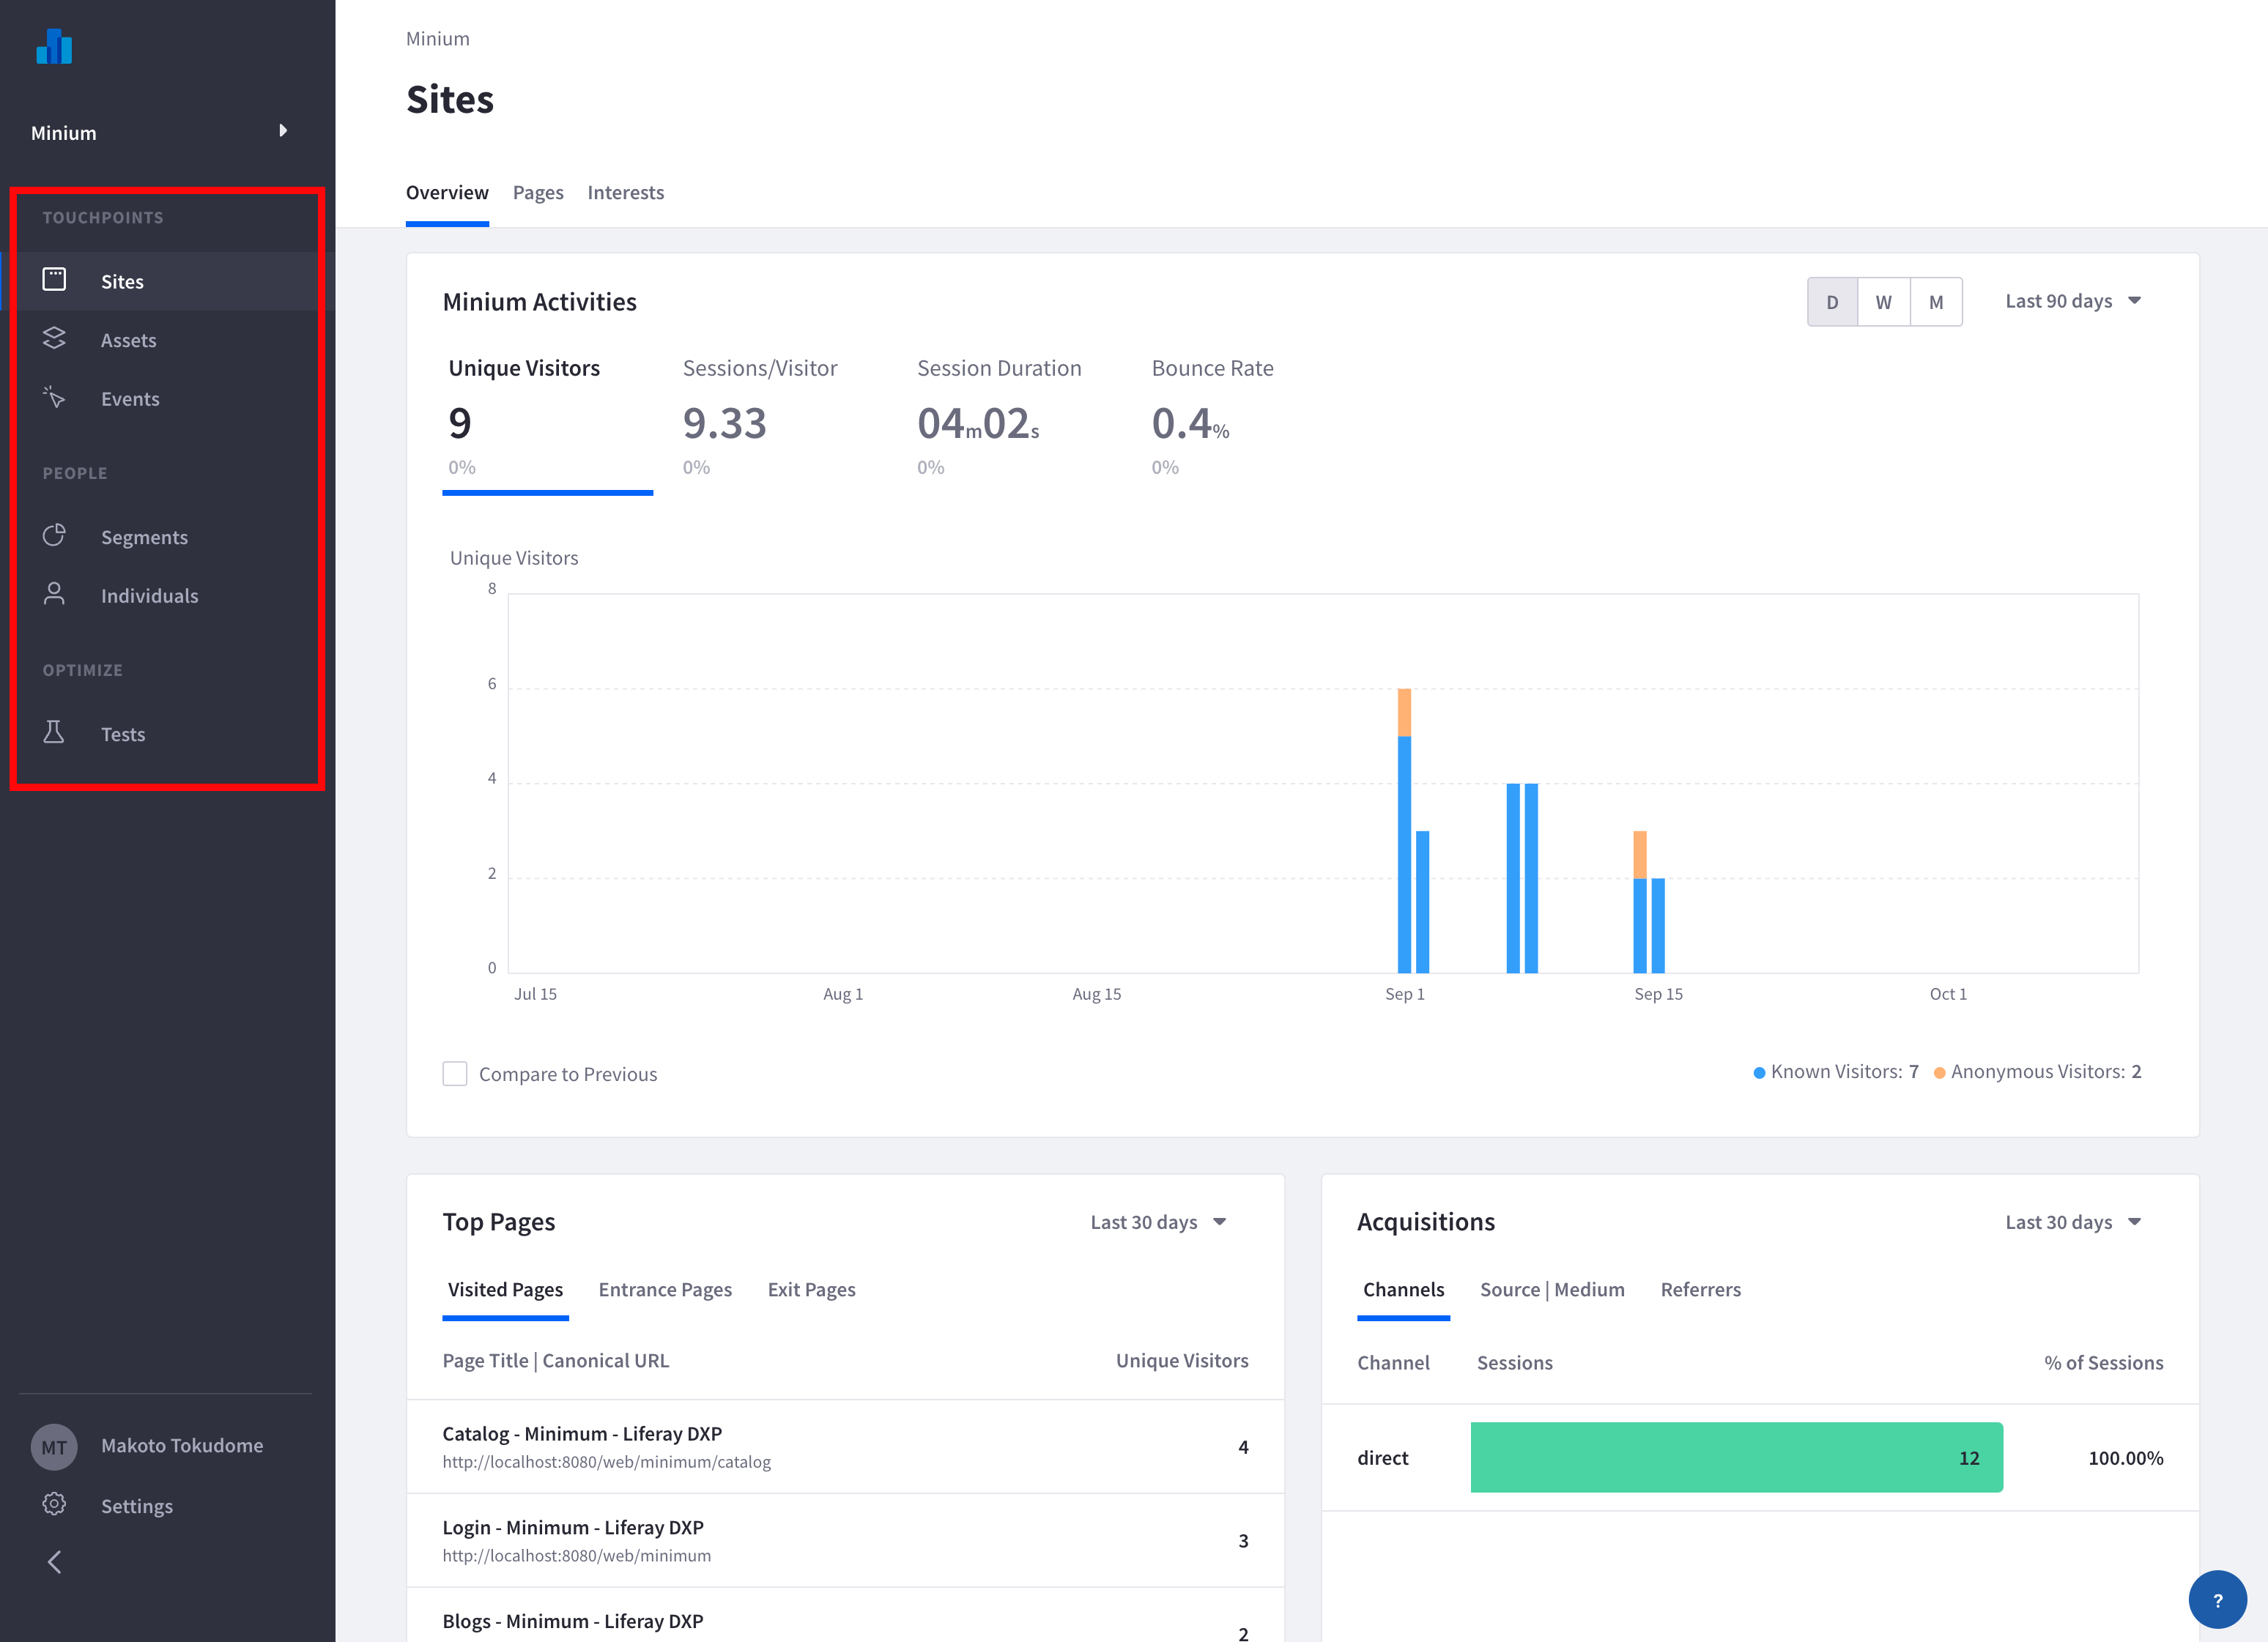 Minium
TOUCHPOINTS
Sites
Assets
Events
PEOPLE
Segments
Individuals
OPTIMIZE
Tests
MT Makoto Tokudome
Settings
Minium
Sites
Overview Pages Interests
Minium Activities
D W M Last 90 days
Unique Visitors Sessions/Visitor Session Duration Bounce Rate
9 9.33 04m02s 0.4%
0% 0% 0% 0%
Unique Visitors
8
6
4
2
0
Jul 15 Aug 1 Aug 15 Sep 1 Sep 15 Oct 1
Compare to Previous Known Visitors: 7 Anonymous Visitors: 2
Top Pages Last 30 days
Visited Pages Entrance Pages Exit Pages
Page Title | Canonical URL Unique Visitors
Catalog - Minimum - Liferay DXP
http://localhost:8080/web/minimum/catalog
4
Login - Minimum - Liferay DXP
http://localhost:8080/web/minimum
3
Blogs - Minimum - Liferay DXP
2
Acquisitions Last 30 days
Channels Source | Medium Referrers
Channel Sessions % of Sessions
direct 12 100.00%
?